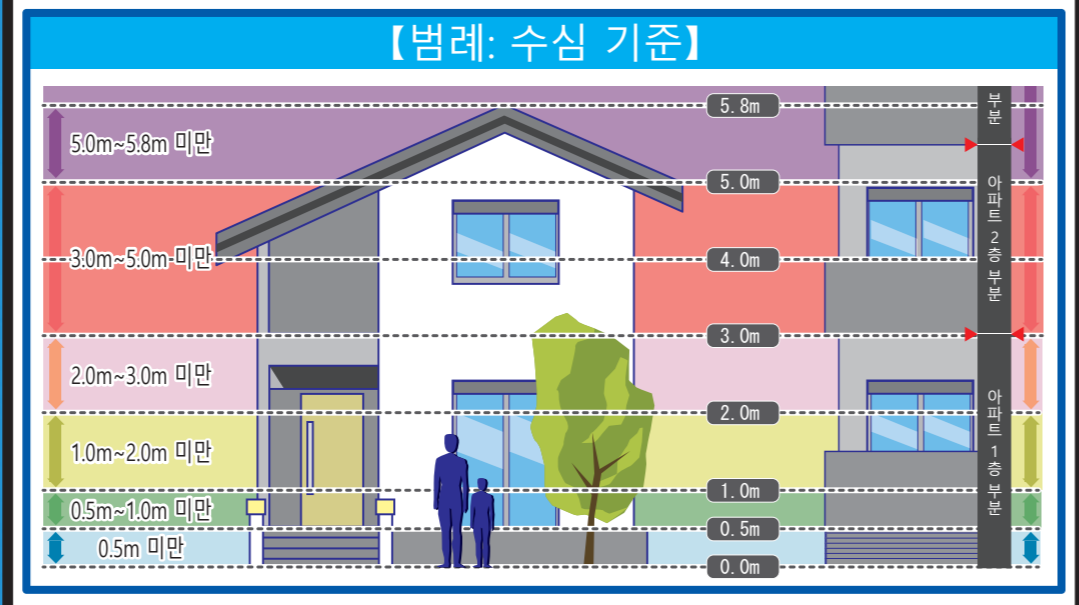 【범례: 수심 기준】
5.8m
부분
5.0m~5.8m 미만
5.0m
아파트 2층 부분
3.0m~5.0m 미만
4.0m
3.0m
2.0m~3.0m 미만
2.0m
아파트 1층 부분
1.0m~2.0m 미만
1.0m
0.5m~1.0m 미만
0.5m
0.5m 미만
0.0m